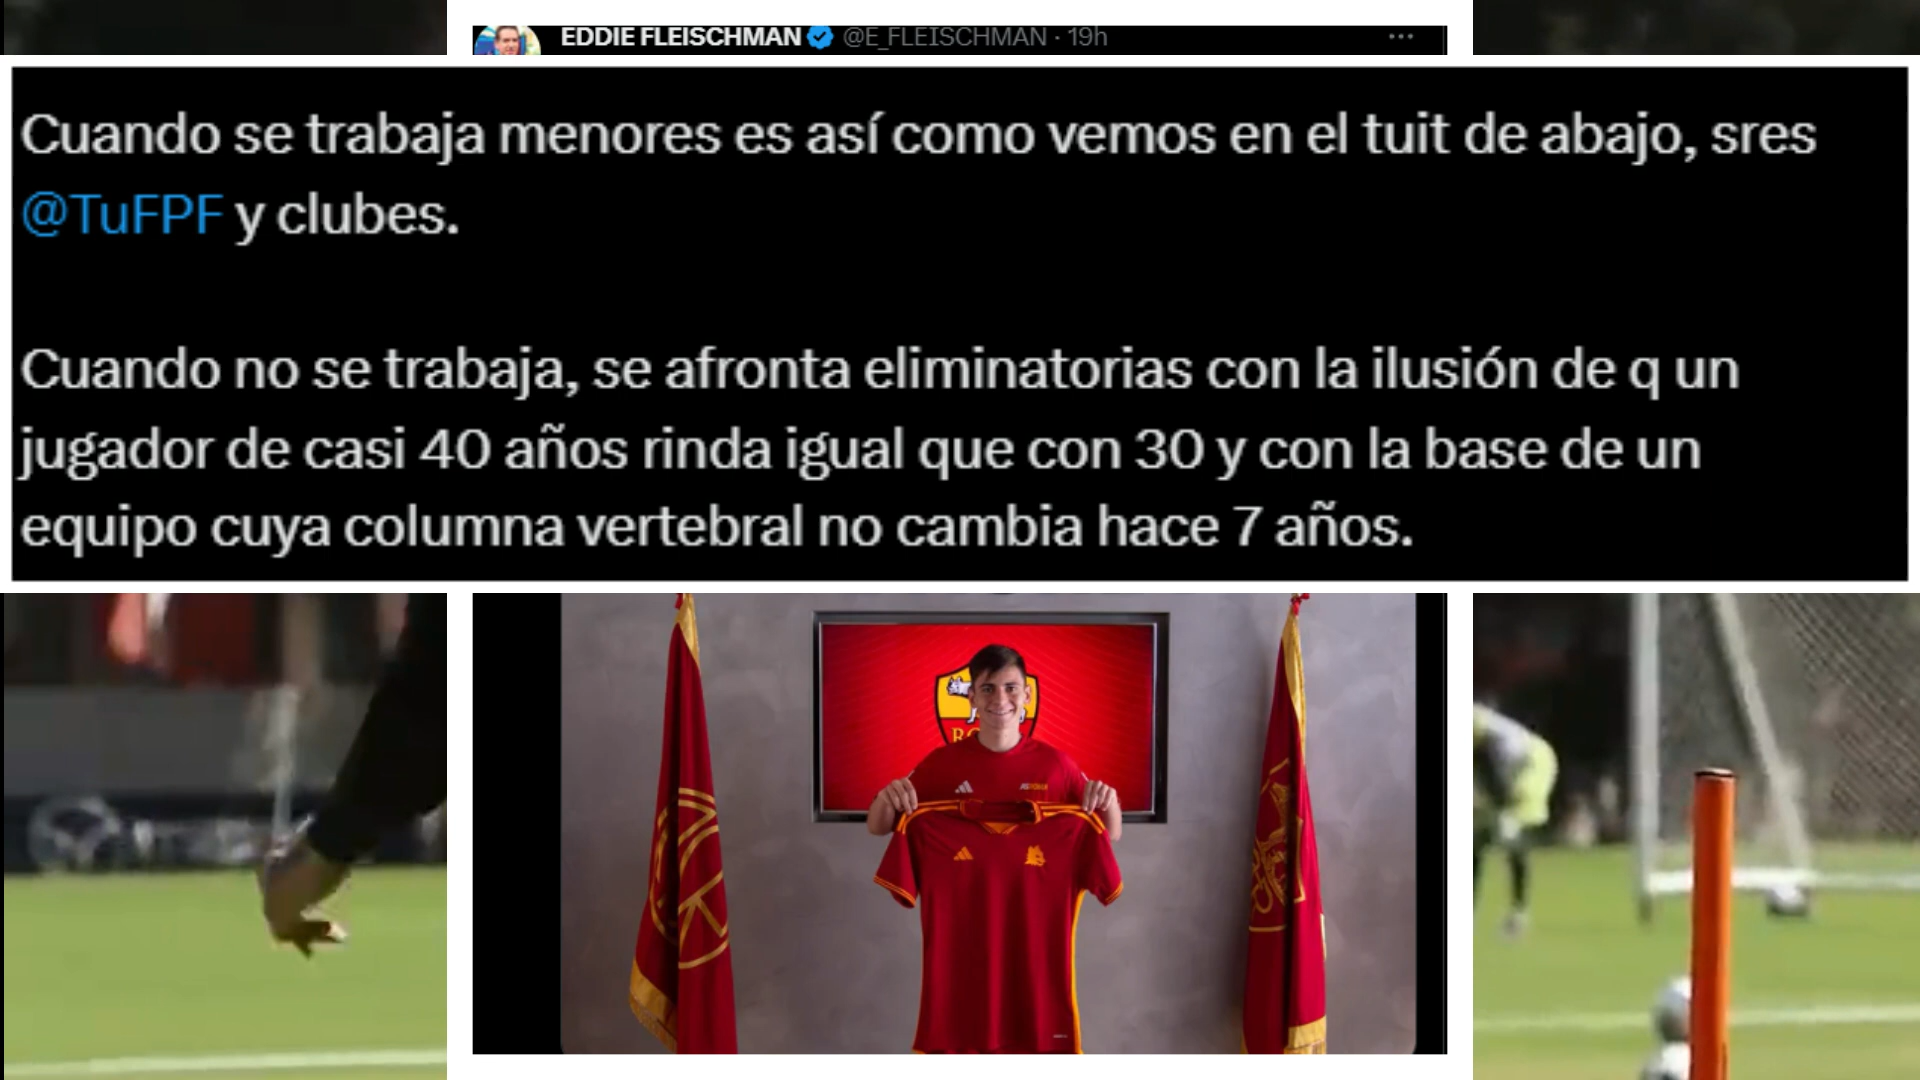 EDDIE FLEISCHMAN @E_FLEISCHMAN · 19h
Cuando se trabaja menores es así como vemos en el tuit de abajo, sres
@TuFPF y clubes.
Cuando no se trabaja, se afronta eliminatorias con la ilusión de q un
jugador de casi 40 años rinda igual que con 30 y con la base de un
equipo cuya columna vertebral no cambia hace 7 años.